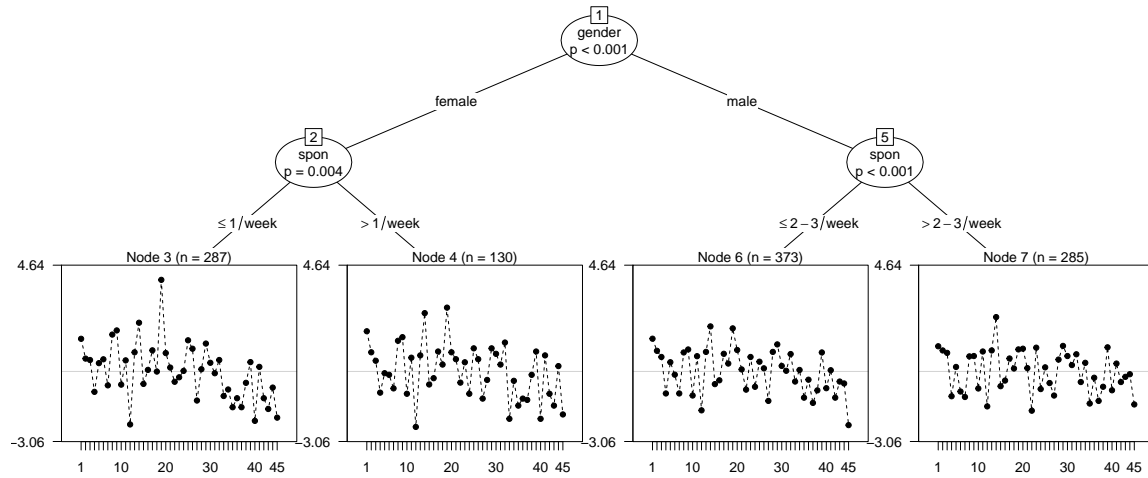 1
gender
p < 0.001
female
male
2
spon
p = 0.004
5
spon
p < 0.001
≤ 1/week
> 1/week
≤ 2 − 3/week
> 2 − 3/week
Node 3 (n = 287)
4.64
−3.06
1 10 20 30 40 45
Node 4 (n = 130)
4.64
−3.06
1 10 20 30 40 45
Node 6 (n = 373)
4.64
−3.06
1 10 20 30 40 45
Node 7 (n = 285)
4.64
−3.06
1 10 20 30 40 45